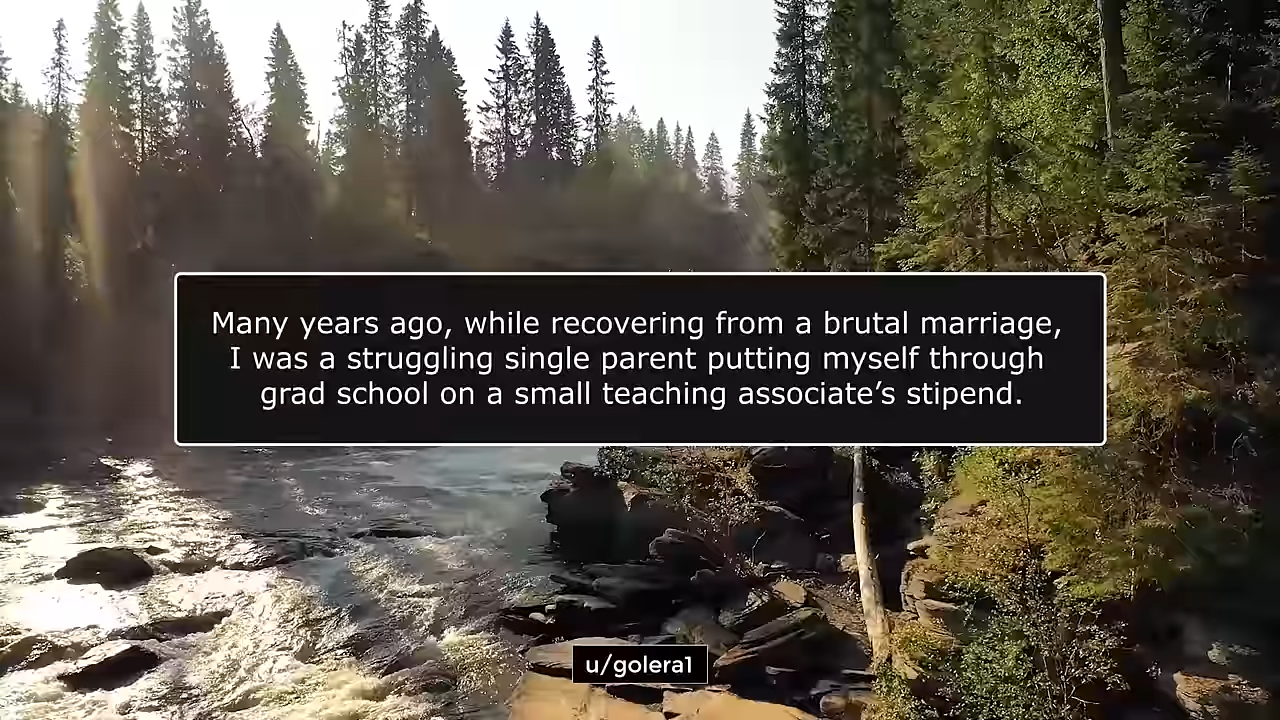 Many years ago, while recovering from a brutal marriage,
I was a struggling single parent putting myself through
grad school on a small teaching associate’s stipend.
u/golera1